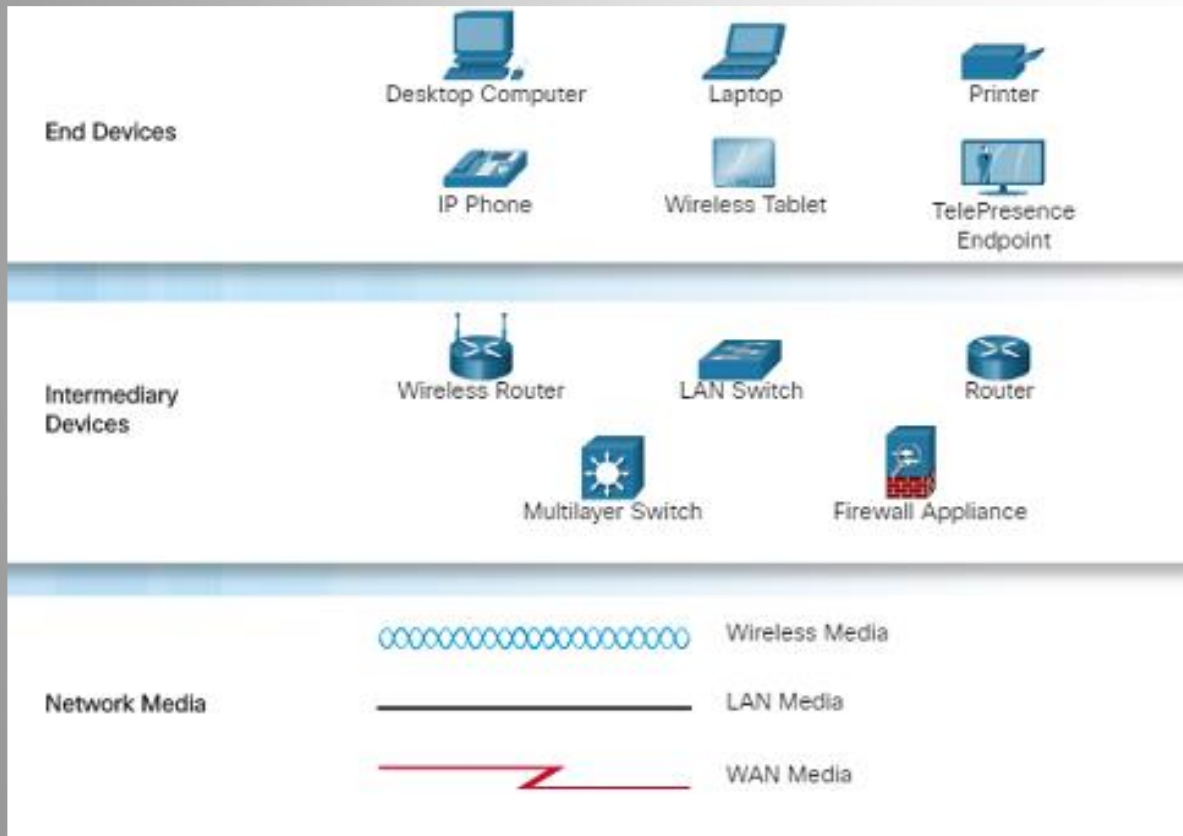 Desktop Computer
Laptop
Printer
End Devices
IP Phone
Wireless Tablet
TelePresence
Endpoint
Wireless Router
LAN Switch
Router
Intermediary
Devices
Multilayer Switch
Firewall Appliance
Wireless Media
Network Media
LAN Media
WAN Media